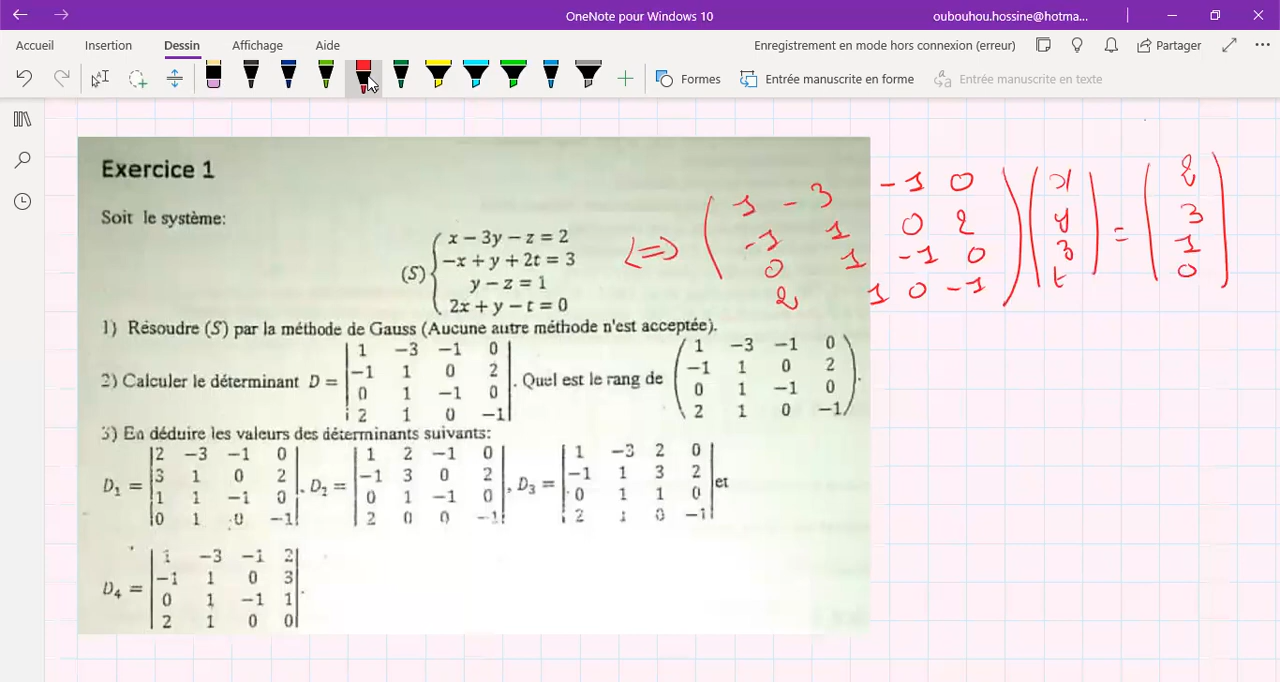 OneNote pour Windows 10
oubouhou.hossine@hotma...
Accueil Insertion Dessin Affichage Aide
Enregistrement en mode hors connexion (erreur) Partager
Formes Entrée manuscrite en forme Entrée manuscrite en texte
Exercice 1
Soit le système:
(S) { x − 3y − z = 2
−x + y + 2t = 3
y − z = 1
2x + y − t = 0
⟺ ( 1 -3 -1 0
-1 1 0 2
0 1 -1 0
2 1 0 -1 )
( x
y
z
t )
= ( 2
3
1
0 )
1) Résoudre (S) par la méthode de Gauss (Aucune autre méthode n'est acceptée).
2) Calculer le déterminant D = | 1 −3 −1 0
−1 1 0 2
0 1 −1 0
2 1 0 −1 |
. Quel est le rang de ( 1 −3 −1 0
−1 1 0 2
0 1 −1 0
2 1 0 −1 ).
3) En déduire les valeurs des déterminants suivants:
D₁ = | 2 −3 −1 0
3 1 0 2
1 1 −1 0
0 1 0 −1 |
, D₂ = | 1 2 −1 0
−1 3 0 2
0 1 −1 0
2 0 0 −1 |
, D₃ = | 1 −3 2 0
−1 1 3 2
0 1 1 0
2 1 0 −1 | et
D₄ = | 1 −3 −1 2
−1 1 0 3
0 1 −1 1
2 1 0 0 |.